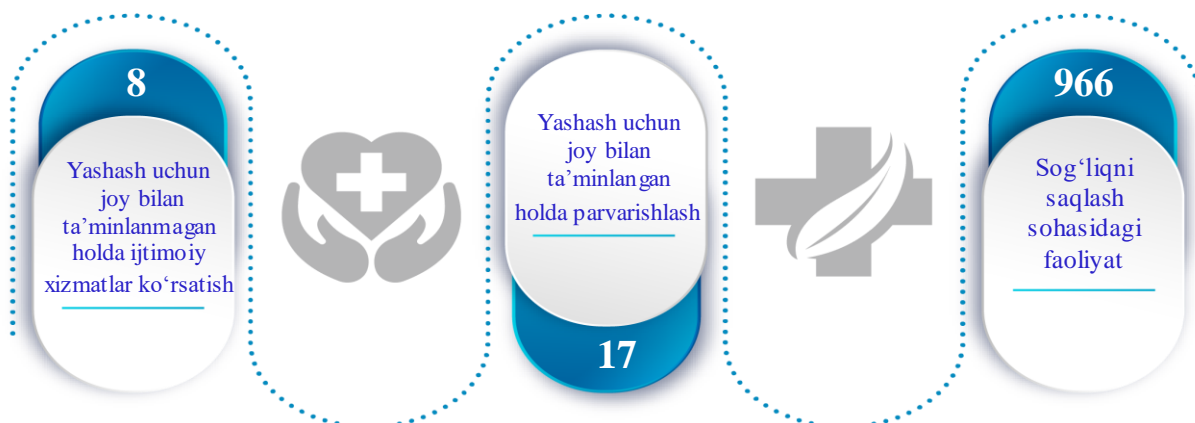 8
Yashash uchun
joy bilan
ta’minlanmagan
holda ijtimoiy
xizmatlar ko‘rsatish
Yashash uchun
joy bilan
ta’minlangan
holda parvarishlash
17
966
Sog‘liqni
saqlash
sohasidagi
faoliyat